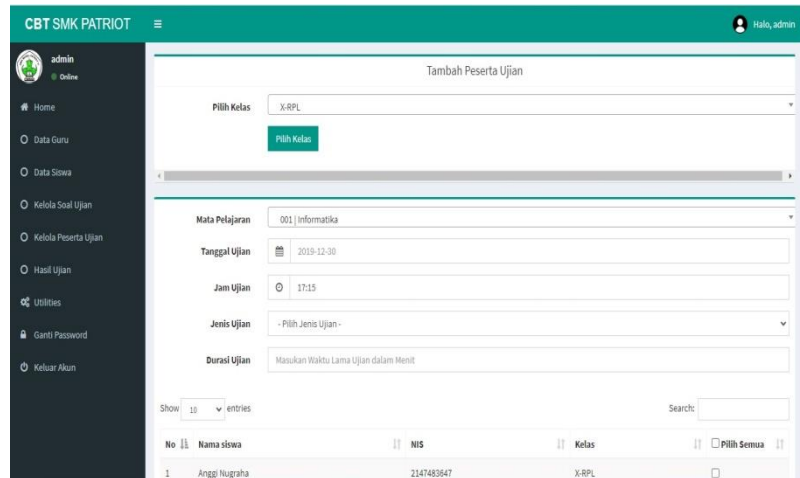 CBT SMK PATRIOT
Halo, admin
admin
Online
Home
Data Guru
Data Siswa
Kelola Soal Ujian
Kelola Peserta Ujian
Hasil Ujian
Utilities
Ganti Password
Keluar Akun
Tambah Peserta Ujian
Pilih Kelas X-RPL
Pilih Kelas
Mata Pelajaran 001 | Informatika
Tanggal Ujian 2019-12-30
Jam Ujian 17:15
Jenis Ujian - Pilih Jenis Ujian -
Durasi Ujian Masukan Waktu Lama Ujian dalam Menit
Show 10 entries Search:
No Nama siswa NIS Kelas Pilih Semua
1 Anggi Nugraha 2147483647 X-RPL